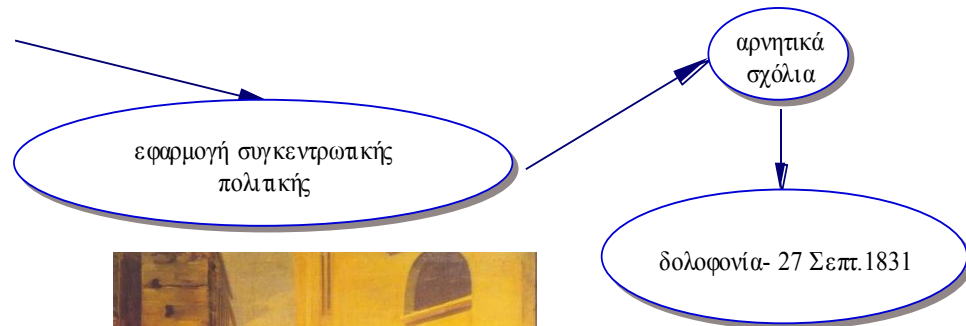 αρνητικά
σχόλια
εφαρμογή συγκεντρωτικής
πολιτικής
δολοφονία- 27 Σεπτ.1831